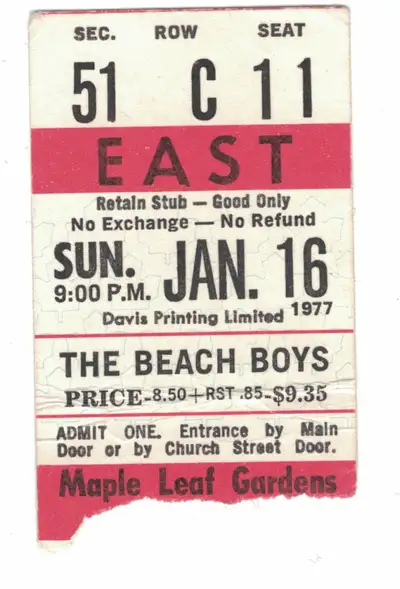 SEC. ROW SEAT
51 C 11
EAST
Retain Stub — Good Only
No Exchange — No Refund
SUN. JAN. 16
9:00 P.M.
Davis Printing Limited 1977
THE BEACH BOYS
PRICE-8.50+RST .85-$9.35
ADMIT ONE. Entrance by Main
Door or by Church Street Door.
Maple Leaf Gardens